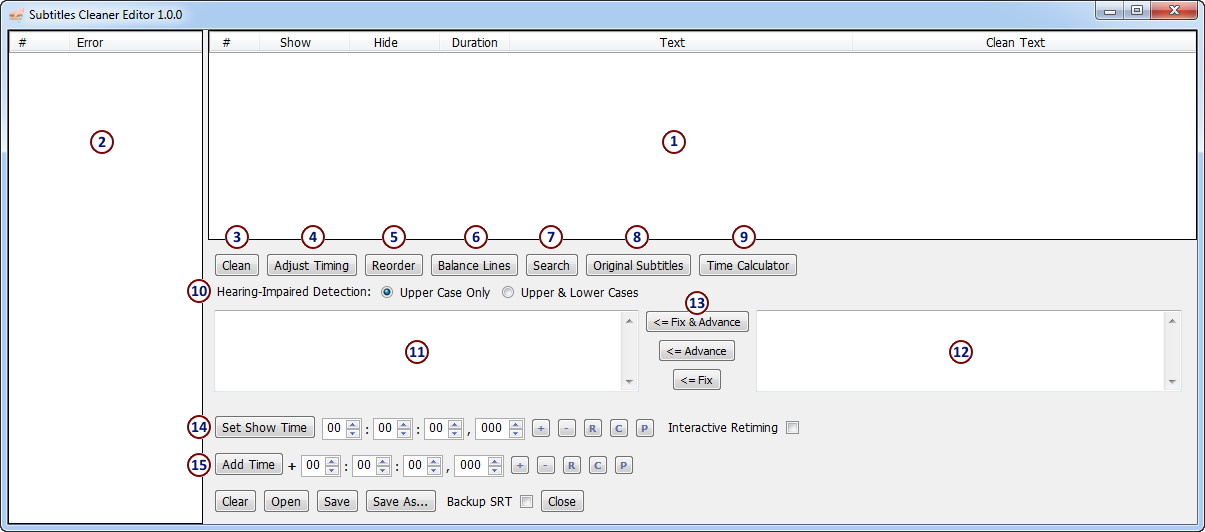 Subtitles Cleaner Editor 1.0.0
# Error
# Show Hide Duration Text Clean Text
2
1
3 4 5 6 7 8 9
Clean Adjust Timing Reorder Balance Lines Search Original Subtitles Time Calculator
10 Hearing-Impaired Detection: Upper Case Only Upper & Lower Cases
13
<= Fix & Advance
11
<= Advance
12
<= Fix
14 Set Show Time 00 : 00 : 00 , 000 + - R C P Interactive Retiming
15 Add Time + 00 : 00 : 00 , 000 + - R C P
Clear Open Save Save As... Backup SRT Close